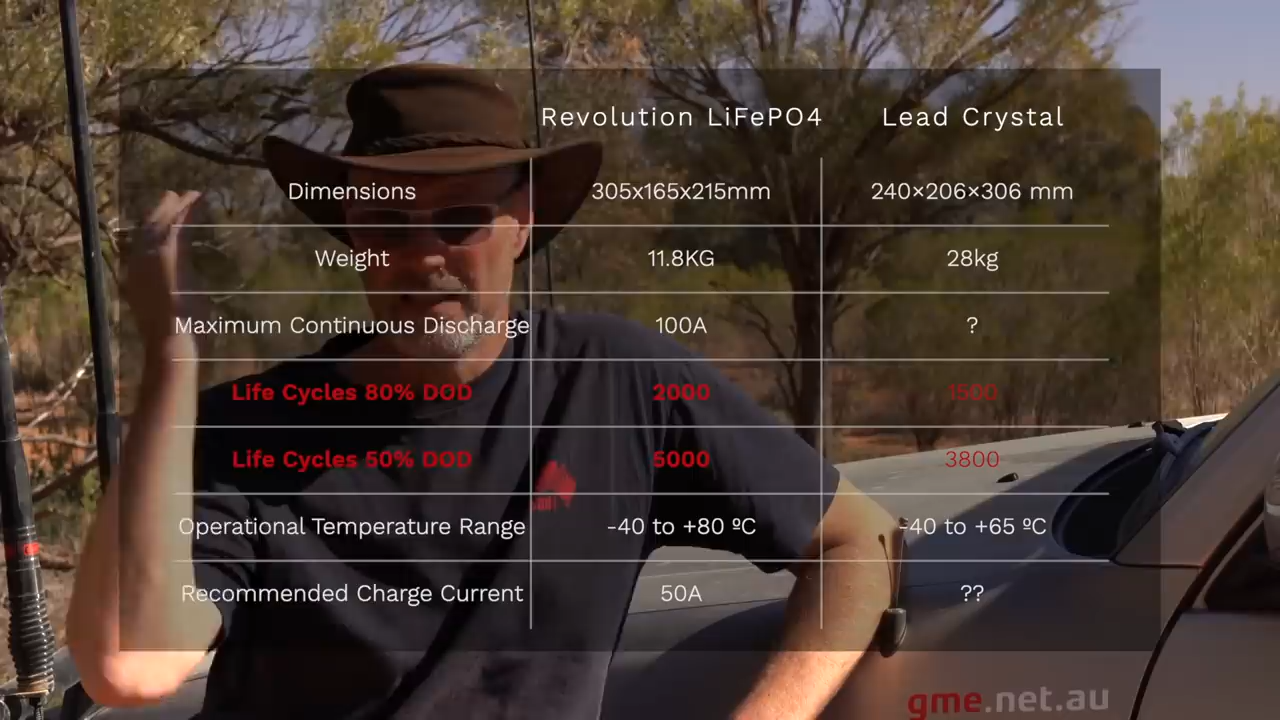 Revolution LiFePO4 Lead Crystal
Dimensions 305x165x215mm 240×206×306 mm
Weight 11.8KG 28kg
Maximum Continuous Discharge 100A ?
Life Cycles 80% DOD 2000 1500
Life Cycles 50% DOD 5000 3800
Operational Temperature Range -40 to +80 ºC -40 to +65 ºC
Recommended Charge Current 50A ??
gme.net.au